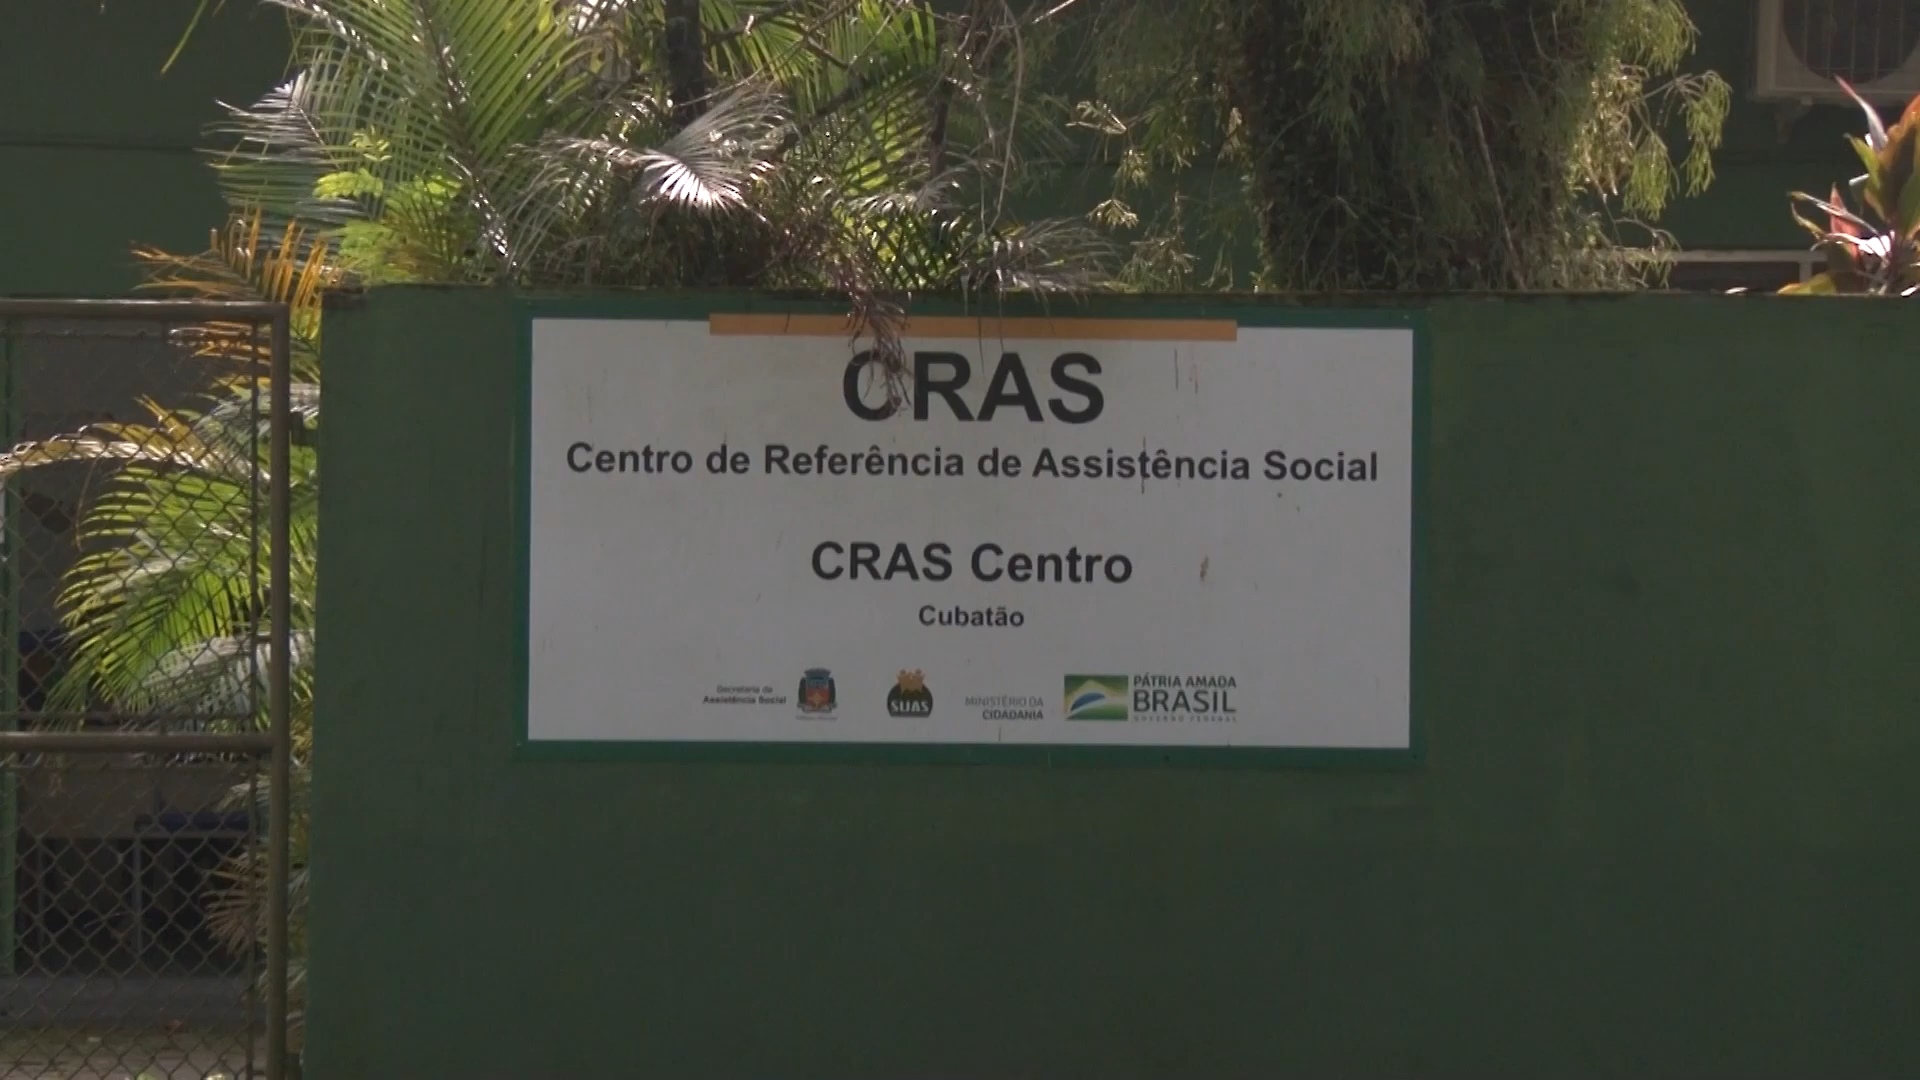 CRAS
Centro de Referência de Assistência Social
CRAS Centro
Cubatão
Secretaria de
Assistência Social
SUAS
MINISTÉRIO DA
CIDADANIA
PÁTRIA AMADA
BRASIL
GOVERNO FEDERAL